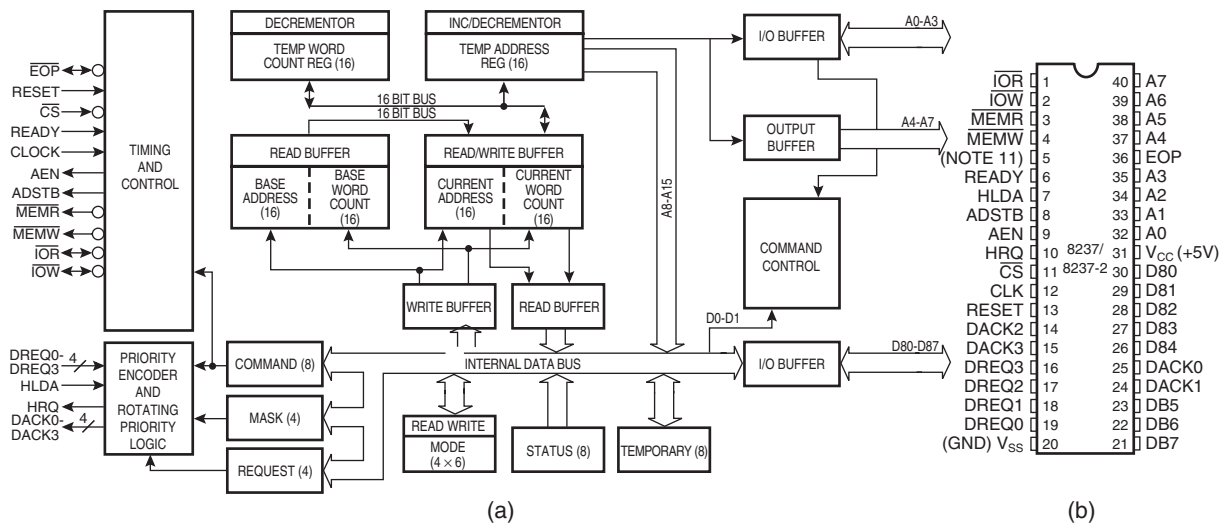 DECREMENTOR
TEMP WORD
COUNT REG (16)
INC/DECREMENTOR
TEMP ADDRESS
REG (16)
16 BIT BUS
16 BIT BUS
I/O BUFFER
A0-A3
OUTPUT
BUFFER
A4-A7
A8-A15
EOP
RESET
CS
READY
CLOCK
AEN
ADSTB
MEMR
MEMW
IOR
IOW
TIMING
AND
CONTROL
READ BUFFER
BASE
ADDRESS
(16)
BASE
WORD
COUNT
(16)
READ/WRITE BUFFER
CURRENT
ADDRESS
(16)
CURRENT
WORD
COUNT
(16)
WRITE BUFFER
READ BUFFER
COMMAND
CONTROL
D0-D1
DREQ0-
DREQ3
4
HLDA
HRQ
DACK0-
DACK3
4
PRIORITY
ENCODER
AND
ROTATING
PRIORITY
LOGIC
COMMAND (8)
MASK (4)
REQUEST (4)
INTERNAL DATA BUS
I/O BUFFER
D80-D87
READ WRITE
MODE
(4 × 6)
STATUS (8)
TEMPORARY (8)
(a)
IOR 1 40 A7
IOW 2 39 A6
MEMR 3 38 A5
MEMW 4 37 A4
(NOTE 11) 5 36 EOP
READY 6 35 A3
HLDA 7 34 A2
ADSTB 8 33 A1
AEN 9 32 A0
HRQ 10 8237/ 31 VCC (+5V)
CS 11 8237-2 30 D80
CLK 12 29 D81
RESET 13 28 D82
DACK2 14 27 D83
DACK3 15 26 D84
DREQ3 16 25 DACK0
DREQ2 17 24 DACK1
DREQ1 18 23 DB5
DREQ0 19 22 DB6
(GND) VSS 20 21 DB7
(b)